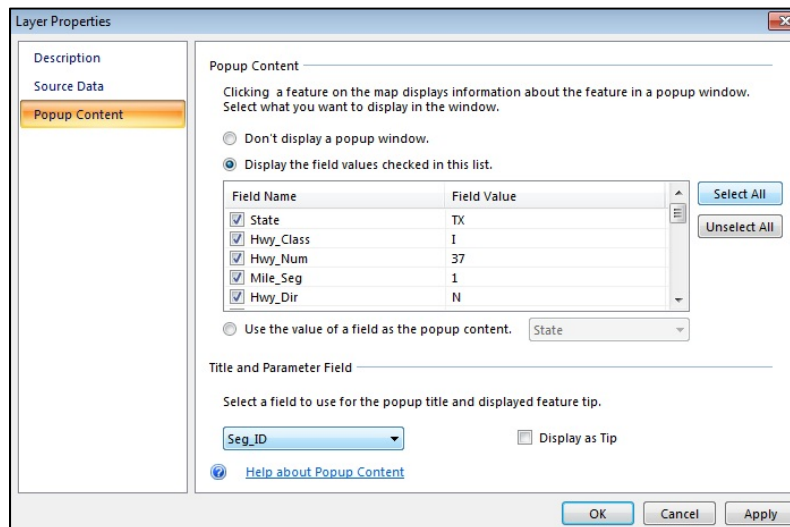 Layer Properties
Description
Source Data
Popup Content
Popup Content
Clicking a feature on the map displays information about the feature in a popup window.
Select what you want to display in the window.
Don't display a popup window.
Display the field values checked in this list.
Field Name Field Value
State TX
Hwy_Class I
Hwy_Num 37
Mile_Seg 1
Hwy_Dir N
Select All
Unselect All
Use the value of a field as the popup content. State
Title and Parameter Field
Select a field to use for the popup title and displayed feature tip.
Seg_ID Display as Tip
Help about Popup Content
OK Cancel Apply